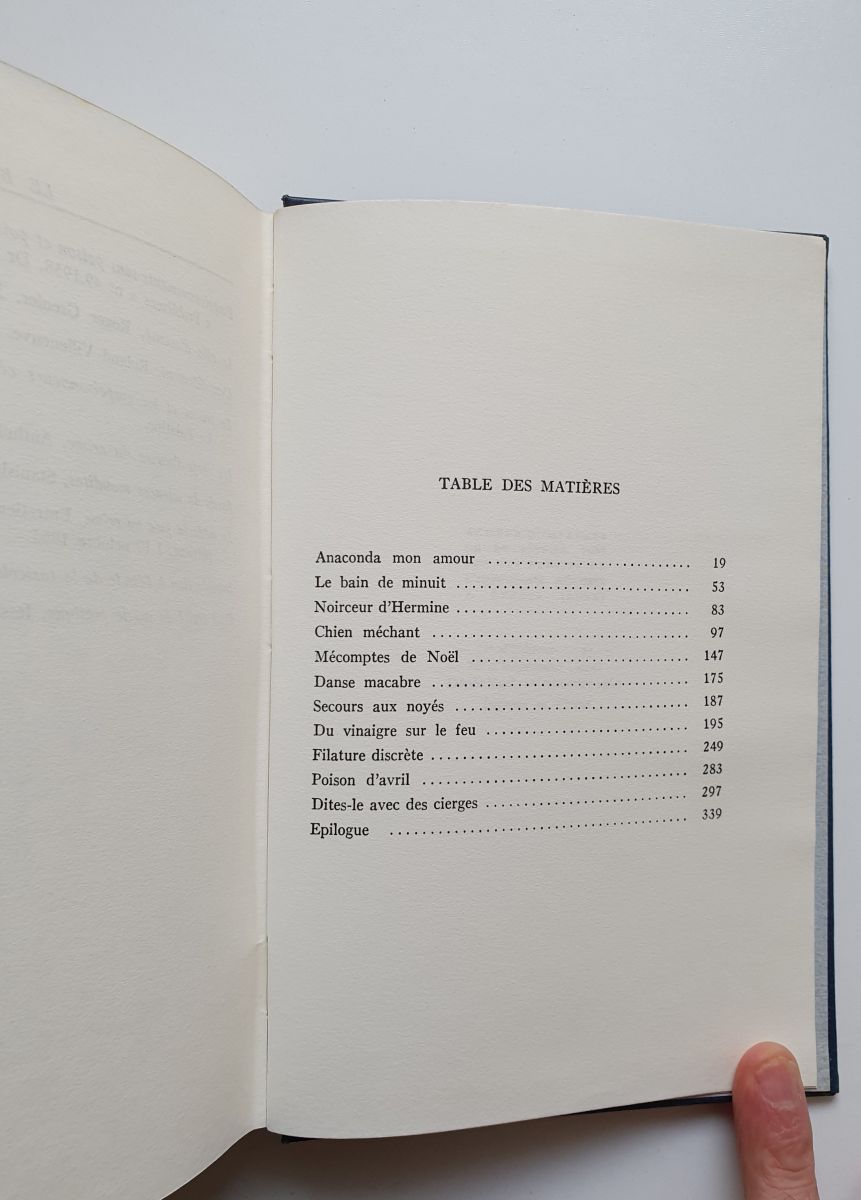 TABLE DES MATIÈRES
Anaconda mon amour .......................... 19
Le bain de minuit .............................. 53
Noirceur d'Hermine .............................. 83
Chien méchant ................................. 97
Mécomptes de Noël ............................ 147
Danse macabre ................................. 175
Secours aux noyés .............................. 187
Du vinaigre sur le feu .......................... 195
Filature discrète ................................. 249
Poison d'avril .................................. 283
Dites-le avec des cierges .......................... 297
Epilogue ...................................... 339